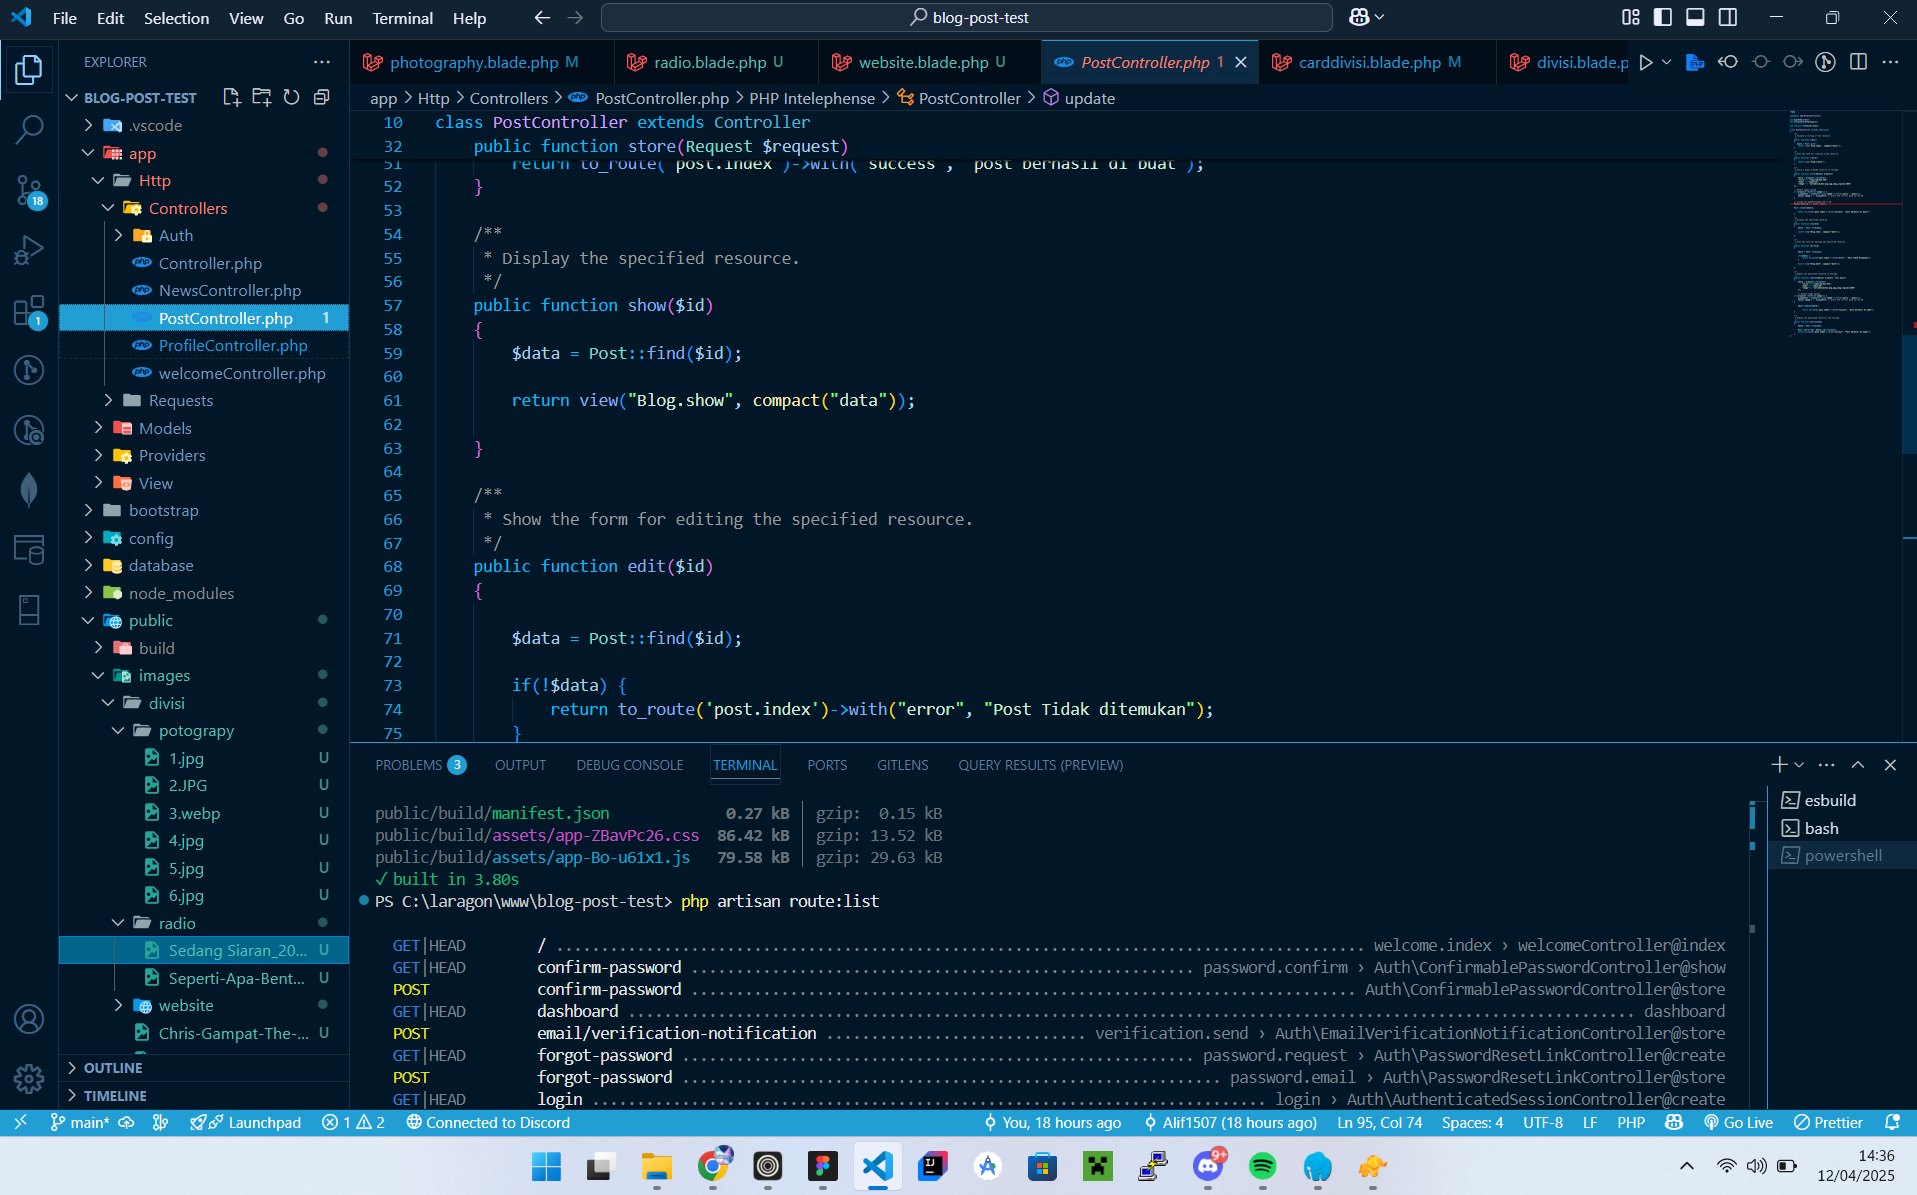 File Edit Selection View Go Run Terminal Help
blog-post-test
EXPLORER
photography.blade.php M
radio.blade.php U
website.blade.php U
PostController.php 1
carddivisi.blade.php M
divisi.blade.p
BLOG-POST-TEST
app > Http > Controllers > PostController.php > PHP Intelephense > PostController > update
.vscode
app
Http
Controllers
Auth
Controller.php
NewsController.php
PostController.php 1
ProfileController.php
welcomeController.php
Requests
Models
Providers
View
bootstrap
config
database
node_modules
public
build
images
divisi
potograpy
1.jpg U
2.JPG U
3.webp U
4.jpg U
5.jpg U
6.jpg U
radio
Sedang Siaran_20... U
Seperti-Apa-Bent... U
website
Chris-Gampat-The-... U
OUTLINE
TIMELINE
18
1
10 class PostController extends Controller
32 public function store(Request $request)
51 return to_route('post.index')->with('success', 'post berhasil di buat');
52 }
53
54 /**
55 * Display the specified resource.
56 */
57 public function show($id)
58 {
59 $data = Post::find($id);
60
61 return view("Blog.show", compact("data"));
62
63 }
64
65 /**
66 * Show the form for editing the specified resource.
67 */
68 public function edit($id)
69 {
70
71 $data = Post::find($id);
72
73 if(!$data) {
74 return to_route('post.index')->with("error", "Post Tidak ditemukan");
75 }
PROBLEMS 3 OUTPUT DEBUG CONSOLE TERMINAL PORTS GITLENS QUERY RESULTS (PREVIEW)
public/build/manifest.json 0.27 kB │ gzip: 0.15 kB
public/build/assets/app-ZBavPc26.css 86.42 kB │ gzip: 13.52 kB
public/build/assets/app-Bo-u61x1.js 79.58 kB │ gzip: 29.63 kB
✓ built in 3.80s
PS C:\laragon\www\blog-post-test> php artisan route:list
GET|HEAD / ........ welcome.index › welcomeController@index
GET|HEAD confirm-password ........ password.confirm › Auth\ConfirmablePasswordController@show
POST confirm-password ........ Auth\ConfirmablePasswordController@store
GET|HEAD dashboard ........ dashboard
POST email/verification-notification ........ verification.send › Auth\EmailVerificationNotificationController@store
GET|HEAD forgot-password ........ password.request › Auth\PasswordResetLinkController@create
POST forgot-password ........ password.email › Auth\PasswordResetLinkController@store
GET|HEAD login ........ login › Auth\AuthenticatedSessionController@create
esbuild
bash
powershell
main* Launchpad 1 2 Connected to Discord You, 18 hours ago Alif1507 (18 hours ago) Ln 95, Col 74 Spaces: 4 UTF-8 LF PHP Go Live Prettier
9+
14:36
12/04/2025